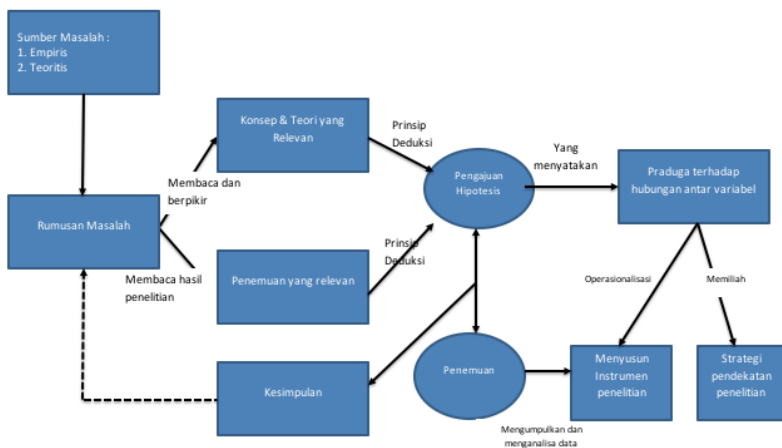 Sumber Masalah :
1. Empiris
2. Teoritis
Konsep & Teori yang
Relevan
Prinsip
Deduksi
Yang
menyatakan
Pengajuan
Hipotesis
Praduga terhadap
hubungan antar variabel
Membaca dan
berpikir
Rumusan Masalah
Membaca hasil
penelitian
Penemuan yang relevan
Prinsip
Deduksi
Operasionalisasi
Memiliah
Kesimpulan
Penemuan
Menyusun
Instrumen
penelitian
Strategi
pendekatan
penelitian
Mengumpulkan dan
menganalisa data